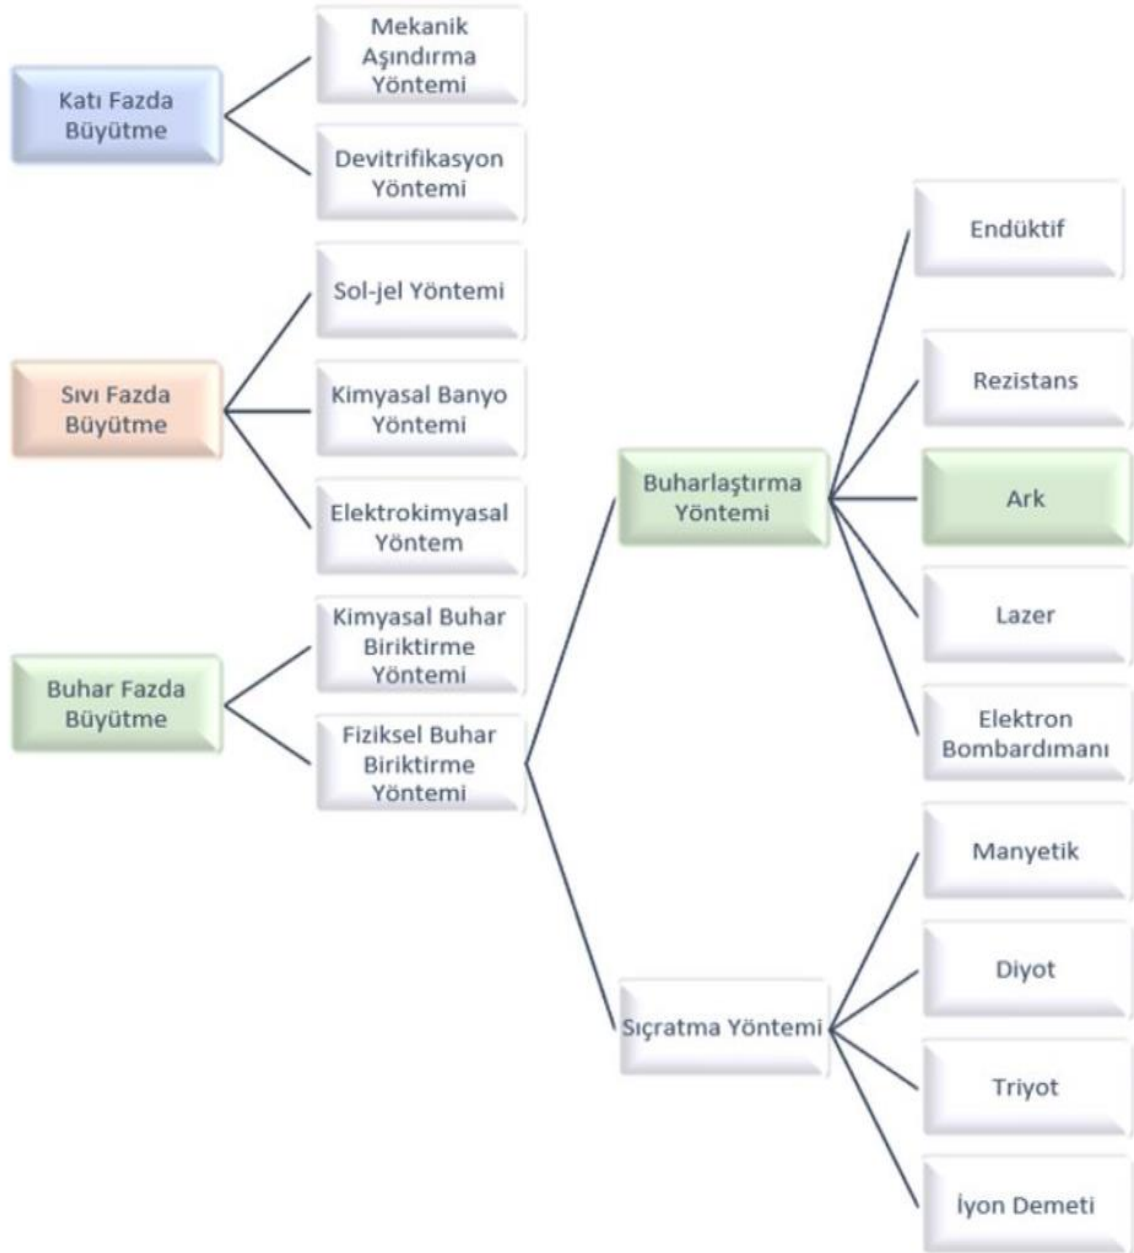 Mekanik
Aşındırma
Yöntemi
Katı Fazda
Büyütme
Devitrifikasyon
Yöntemi
Sol-jel Yöntemi
Sıvı Fazda
Büyütme
Kimyasal Banyo
Yöntemi
Elektrokimyasal
Yöntem
Kimyasal Buhar
Biriktirme
Yöntemi
Buhar Fazda
Büyütme
Fiziksel Buhar
Biriktirme
Yöntemi
Buharlaştırma
Yöntemi
Endüktif
Rezistans
Ark
Lazer
Elektron
Bombardımanı
Sıçratma Yöntemi
Manyetik
Diyot
Triyot
İyon Demeti